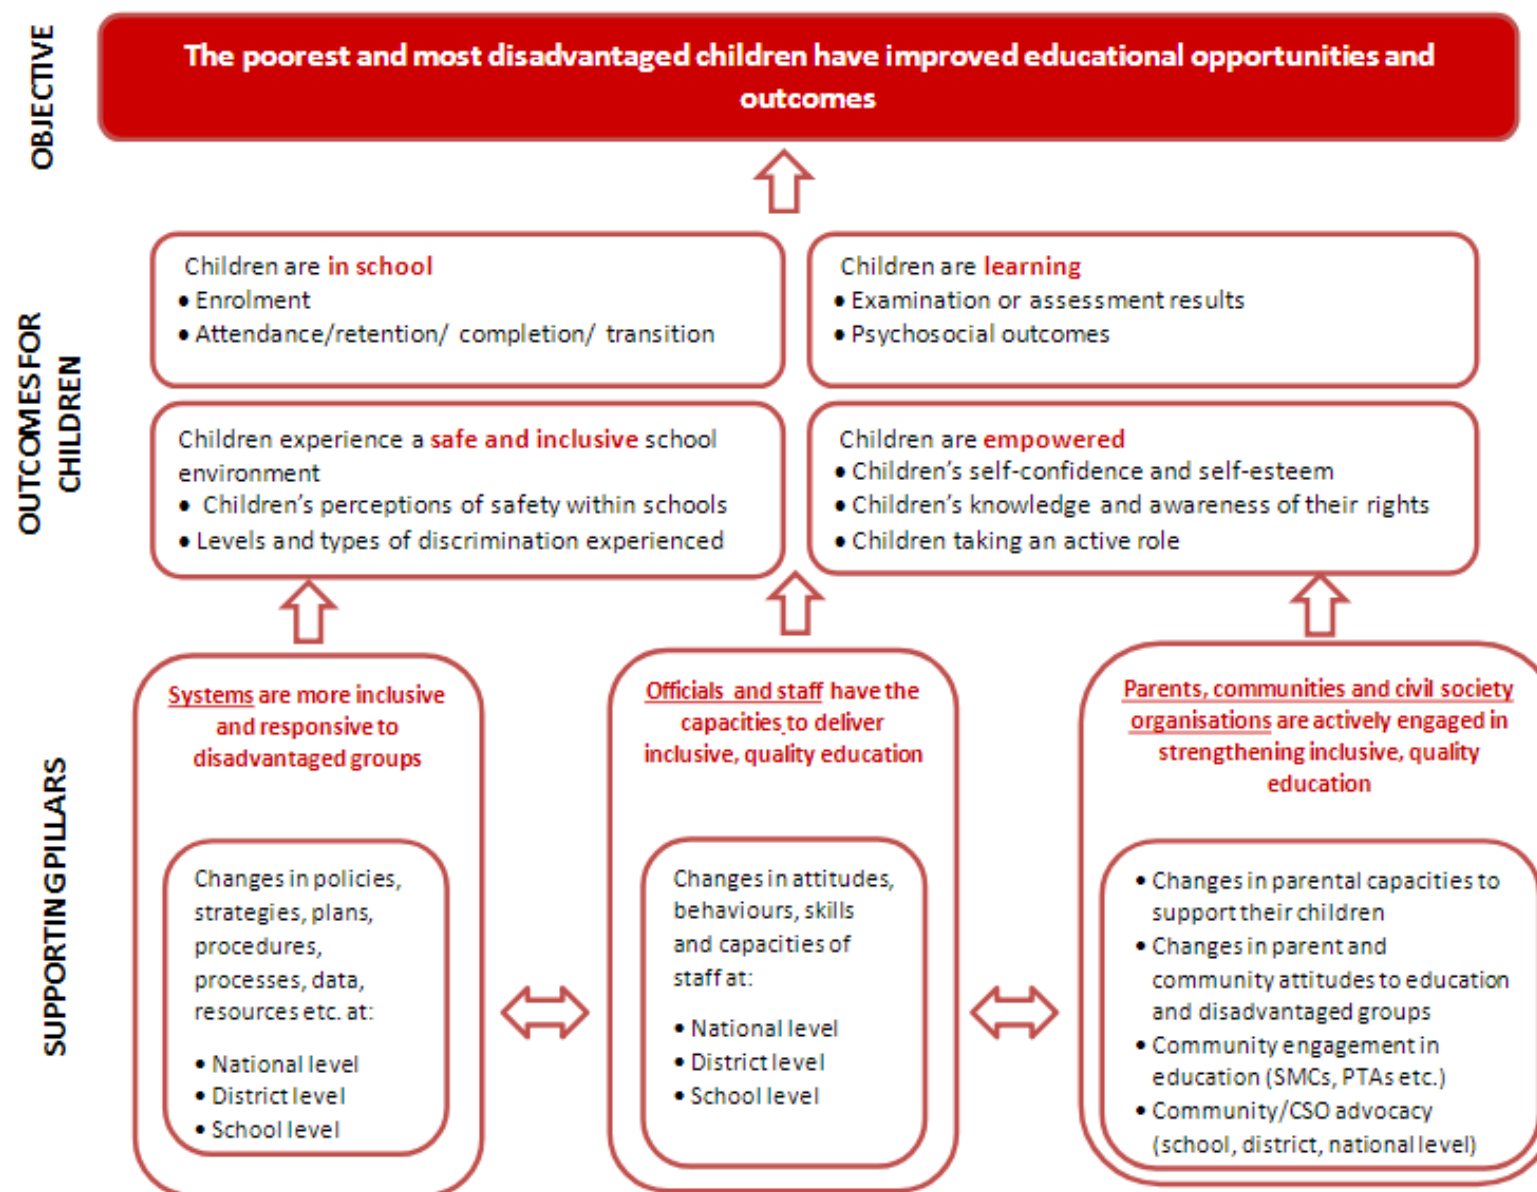 OBJECTIVE
The poorest and most disadvantaged children have improved educational opportunities and
outcomes
OUTCOMES FOR
CHILDREN
Children are in school
• Enrolment
• Attendance/retention/ completion/ transition
Children are learning
• Examination or assessment results
• Psychosocial outcomes
Children experience a safe and inclusive school
environment
• Children’s perceptions of safety within schools
• Levels and types of discrimination experienced
Children are empowered
• Children’s self-confidence and self-esteem
• Children’s knowledge and awareness of their rights
• Children taking an active role
SUPPORTING PILLARS
Systems are more inclusive
and responsive to
disadvantaged groups
Changes in policies,
strategies, plans,
procedures,
processes, data,
resources etc. at:
• National level
• District level
• School level
Officials and staff have the
capacities to deliver
inclusive, quality education
Changes in attitudes,
behaviours, skills
and capacities of
staff at:
• National level
• District level
• School level
Parents, communities and civil society
organisations are actively engaged in
strengthening inclusive, quality
education
• Changes in parental capacities to
support their children
• Changes in parent and
community attitudes to education
and disadvantaged groups
• Community engagement in
education (SMCs, PTAs etc.)
• Community/CSO advocacy
(school, district, national level)